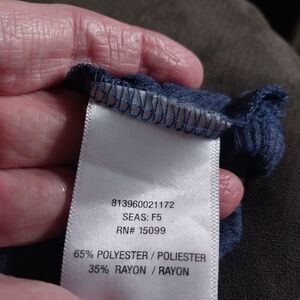 813960021172
SEAS: F5
RN# 15099
65% POLYESTER / POLIESTER
35% RAYON / RAYON